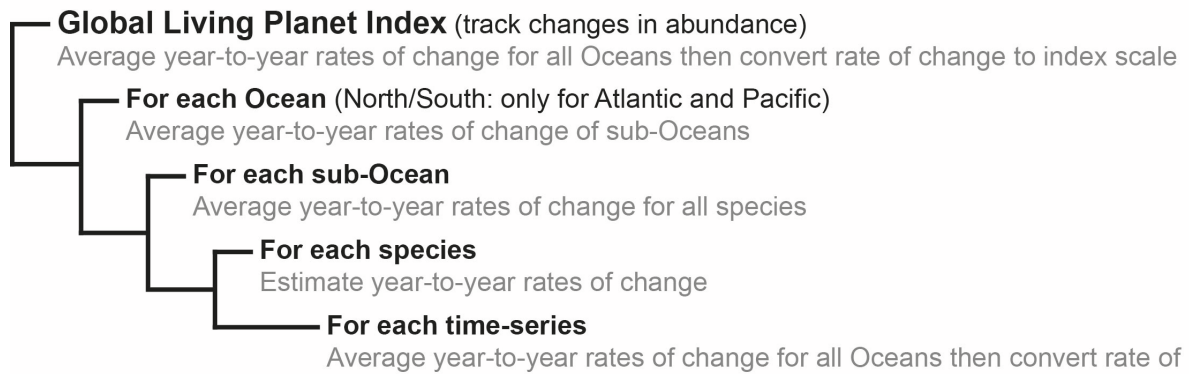 Global Living Planet Index (track changes in abundance)
Average year-to-year rates of change for all Oceans then convert rate of change to index scale
For each Ocean (North/South: only for Atlantic and Pacific)
Average year-to-year rates of change of sub-Oceans
For each sub-Ocean
Average year-to-year rates of change for all species
For each species
Estimate year-to-year rates of change
For each time-series
Average year-to-year rates of change for all Oceans then convert rate of